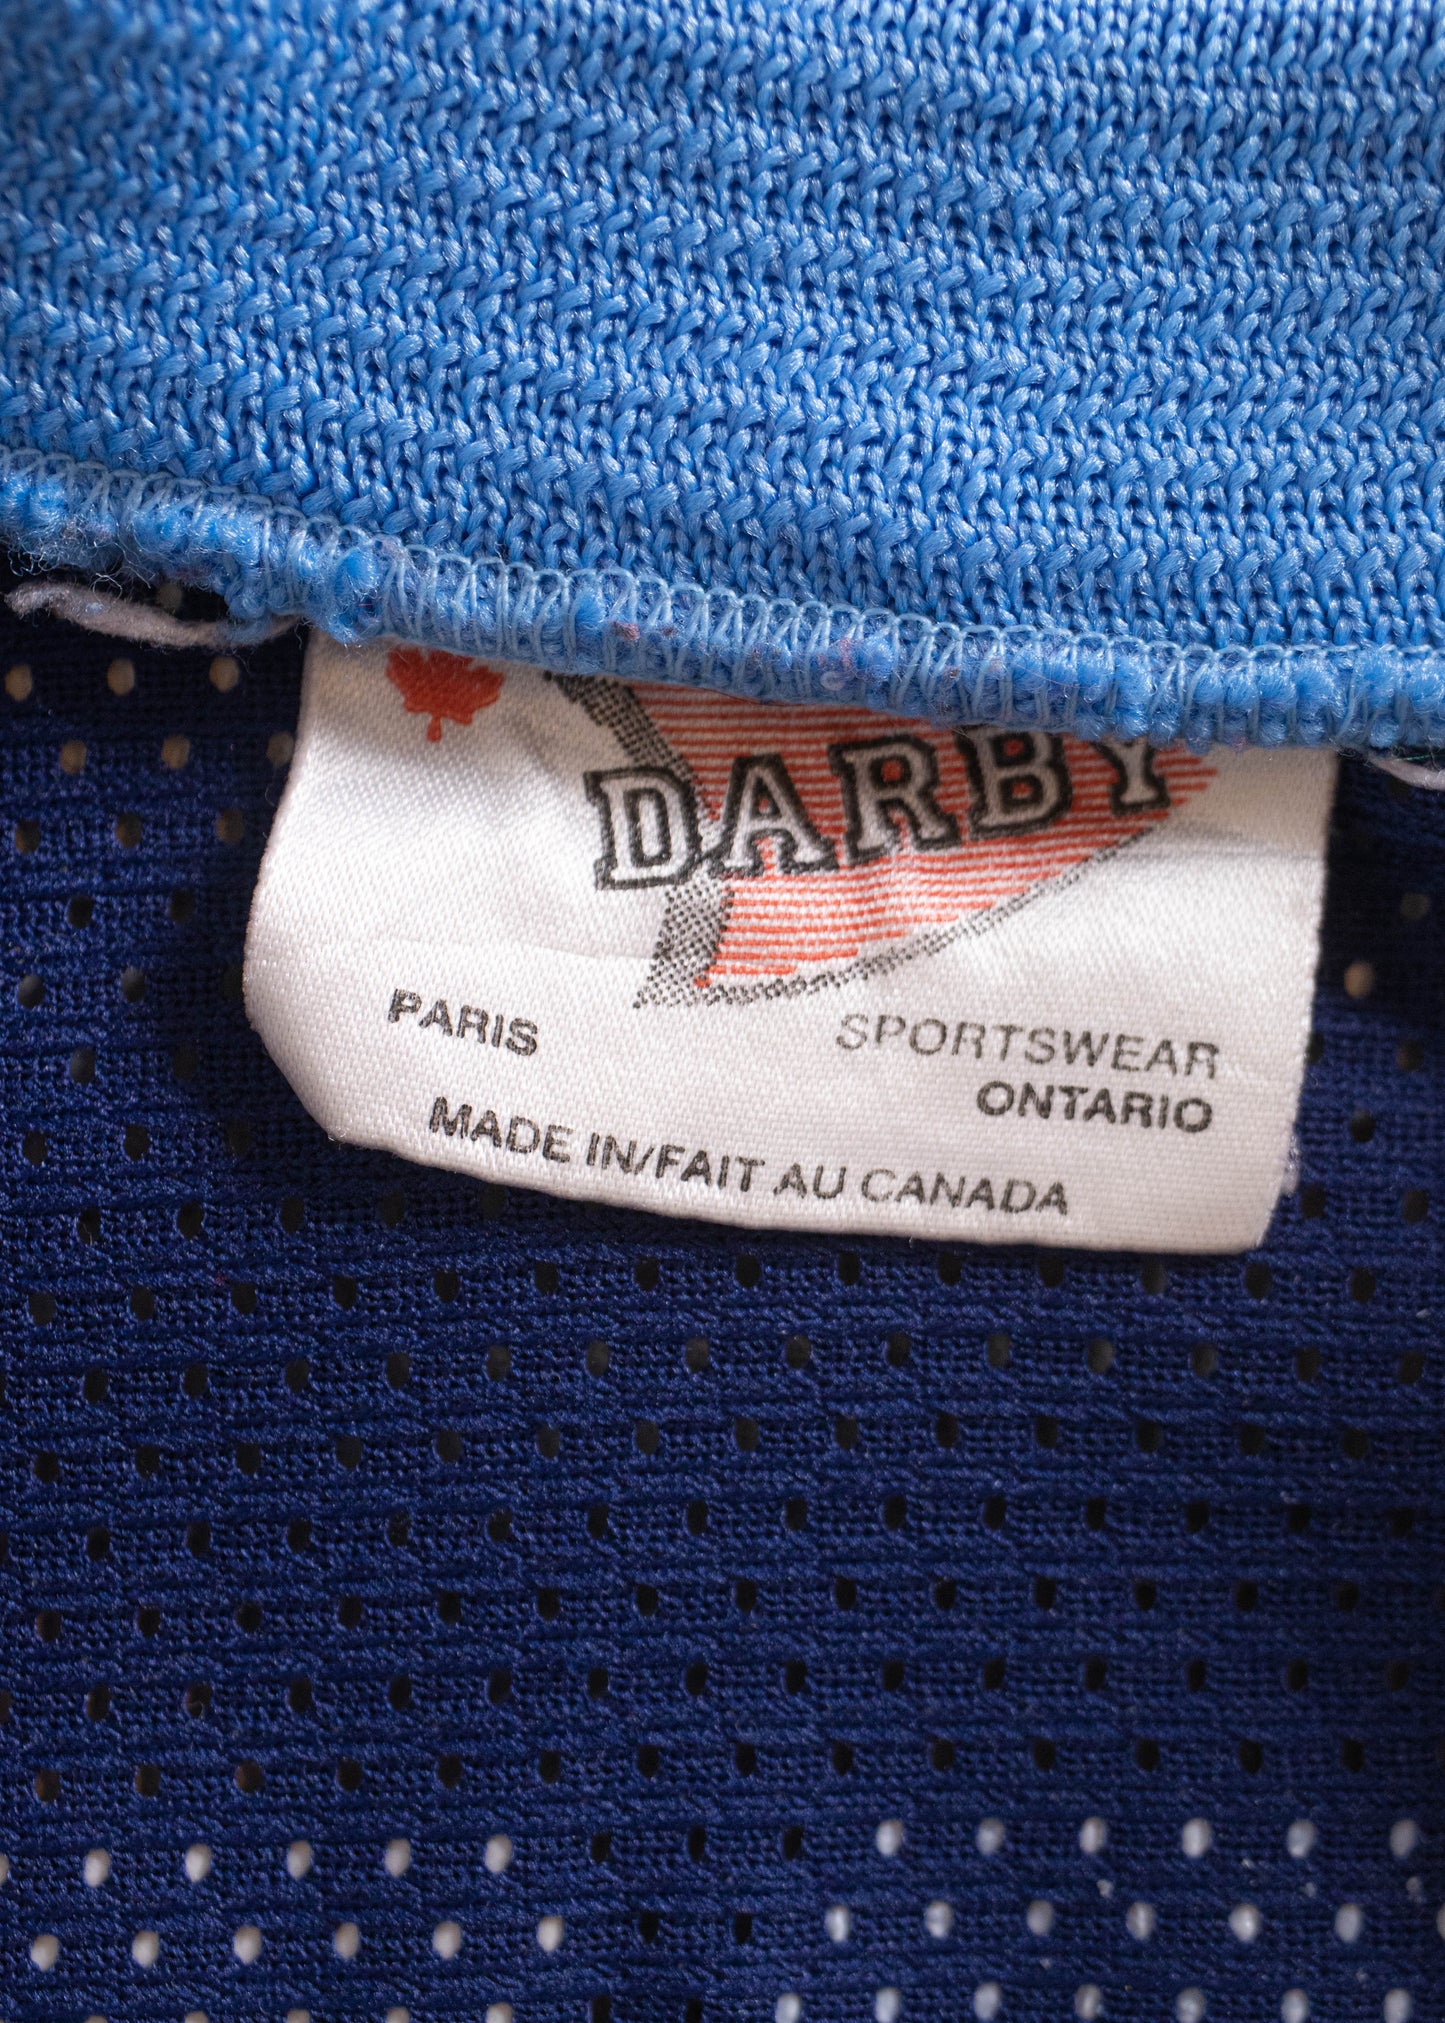 DARBY
SPORTSWEAR
PARIS ONTARIO
MADE IN/FAIT AU CANADA